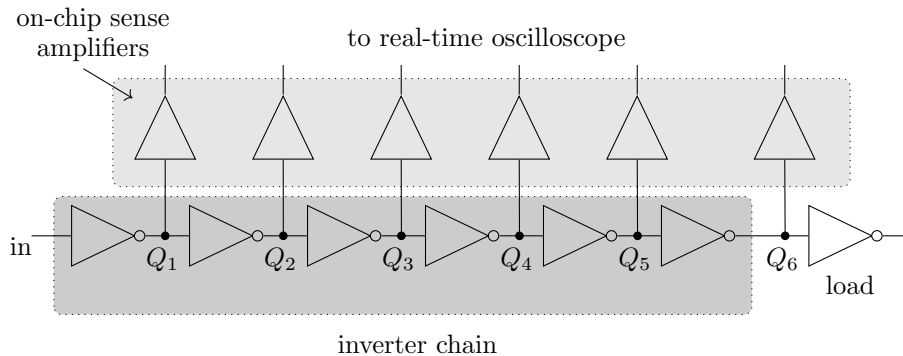 on-chip sense
amplifiers
to real-time oscilloscope
in
Q1
Q2
Q3
Q4
Q5
Q6
load
inverter chain